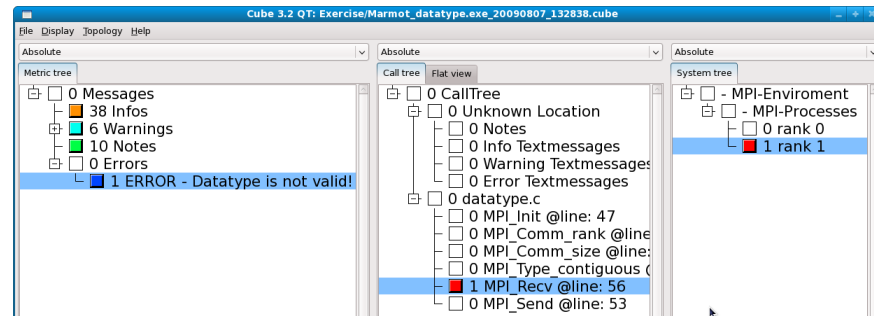 Cube 3.2 QT: Exercise/Marmot_datatype.exe_20090807_132838.cube
File Display Topology Help
Absolute
Absolute
Absolute
Metric tree
Call tree
Flat view
System tree
0 Messages
38 Infos
6 Warnings
10 Notes
0 Errors
1 ERROR - Datatype is not valid!
0 CallTree
0 Unknown Location
0 Notes
0 Info Textmessages
0 Warning Textmessages
0 Error Textmessages
0 datatype.c
0 MPI_Init @line: 47
0 MPI_Comm_rank @line
0 MPI_Comm_size @line:
0 MPI_Type_contiguous (
1 MPI_Recv @line: 56
0 MPI_Send @line: 53
- MPI-Enviroment
- MPI-Processes
0 rank 0
1 rank 1